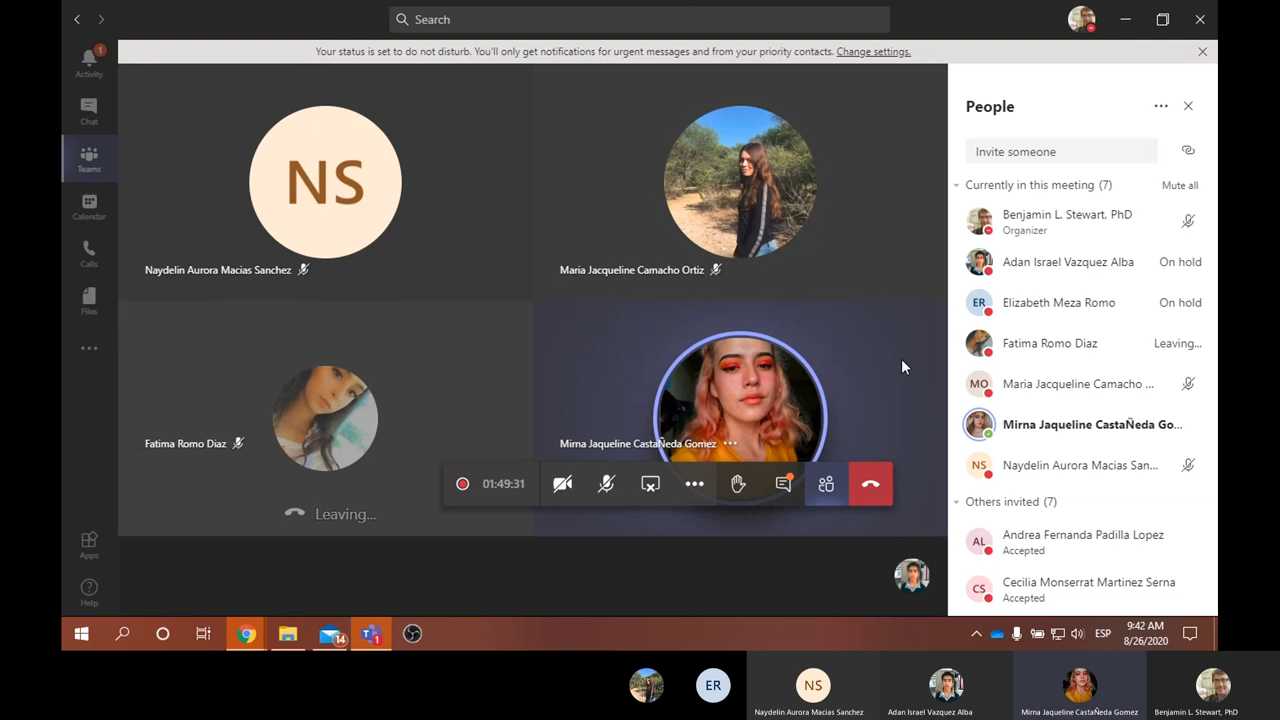 Search
Your status is set to do not disturb. You'll only get notifications for urgent messages and from your priority contacts. Change settings.
1
Activity
Chat
Teams
Calendar
Calls
Files
Apps
Help
NS
Naydelin Aurora Macias Sanchez
Maria Jacqueline Camacho Ortiz
Fatima Romo Diaz
Leaving...
Mirna Jaqueline CastaÑeda Gomez
01:49:31
People
Invite someone
Currently in this meeting (7)
Mute all
Benjamin L. Stewart, PhD
Organizer
Adan Israel Vazquez Alba
On hold
ER
Elizabeth Meza Romo
On hold
Fatima Romo Diaz
Leaving...
MO
Maria Jacqueline Camacho ...
Mirna Jaqueline CastaÑeda Go...
NS
Naydelin Aurora Macias San...
Others invited (7)
AL
Andrea Fernanda Padilla Lopez
Accepted
CS
Cecilia Monserrat Martinez Serna
Accepted
14
1
ESP
9:42 AM
8/26/2020
ER
NS
Naydelin Aurora Macias Sanchez
Adan Israel Vazquez Alba
Mirna Jaqueline CastaÑeda Gomez
Benjamin L. Stewart, PhD